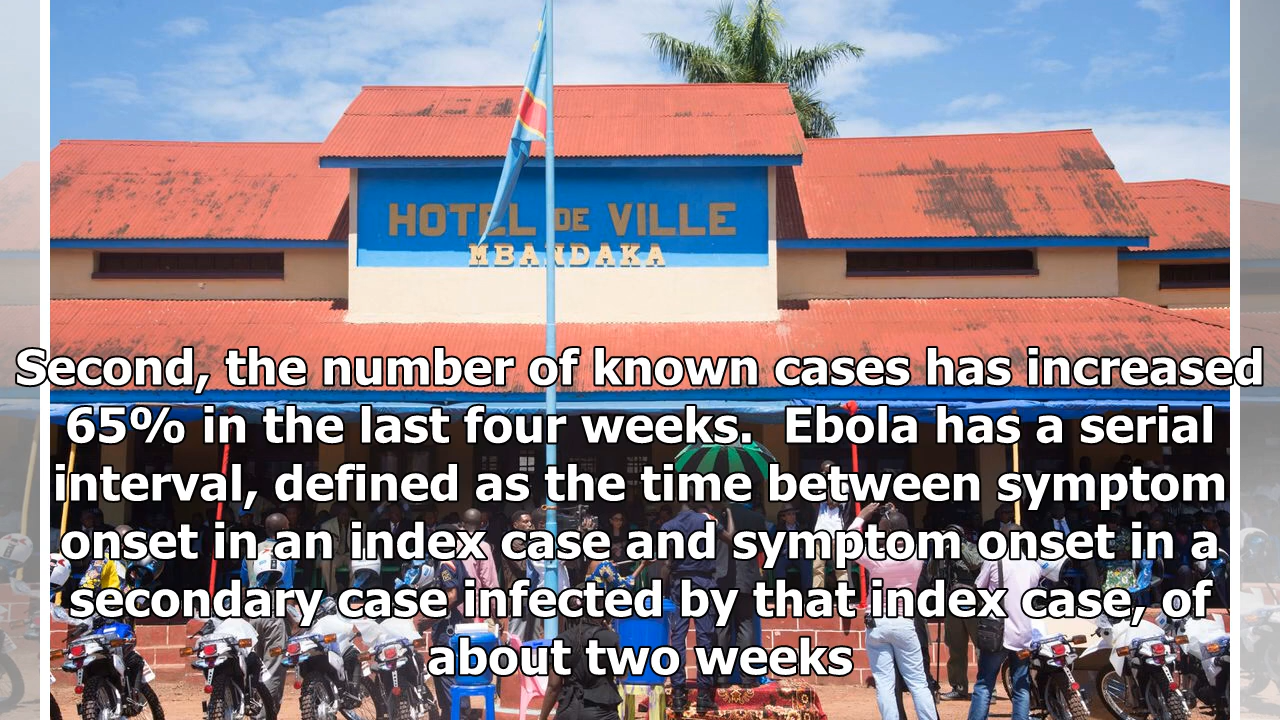 HOTEL DE VILLE
MBANDAKA
Second, the number of known cases has increased
65% in the last four weeks.  Ebola has a serial
interval, defined as the time between symptom
onset in an index case and symptom onset in a
secondary case infected by that index case, of
about two weeks